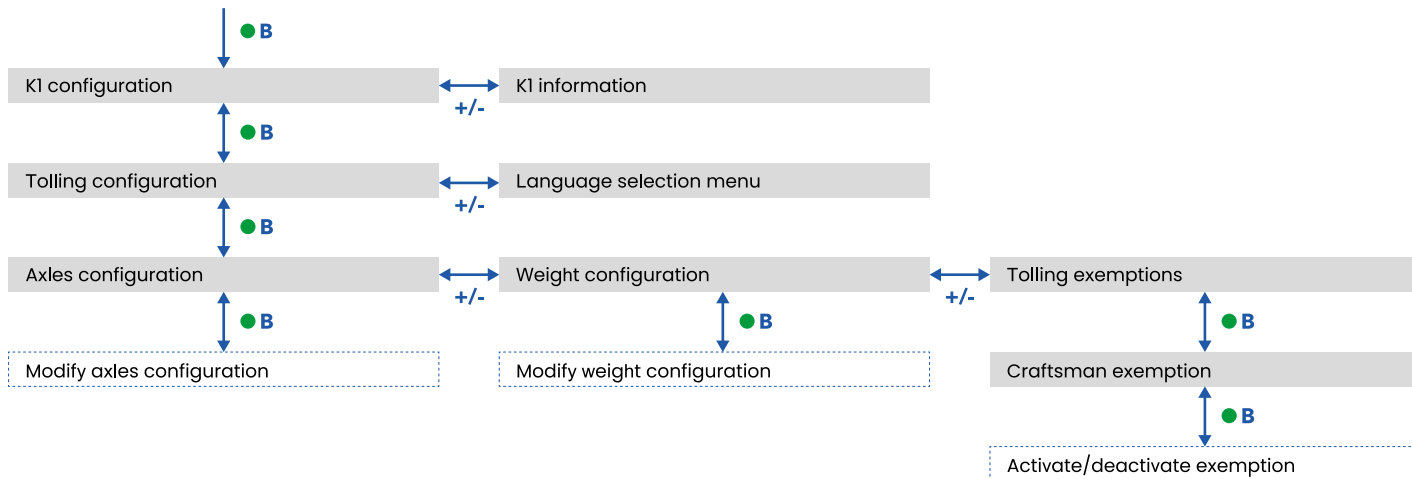 B
K1 configuration
K1 information
+/-
B
Tolling configuration
Language selection menu
+/-
B
Axles configuration
Weight configuration
Tolling exemptions
+/-
+/-
B
B
B
Modify axles configuration
Modify weight configuration
Craftsman exemption
B
Activate/deactivate exemption